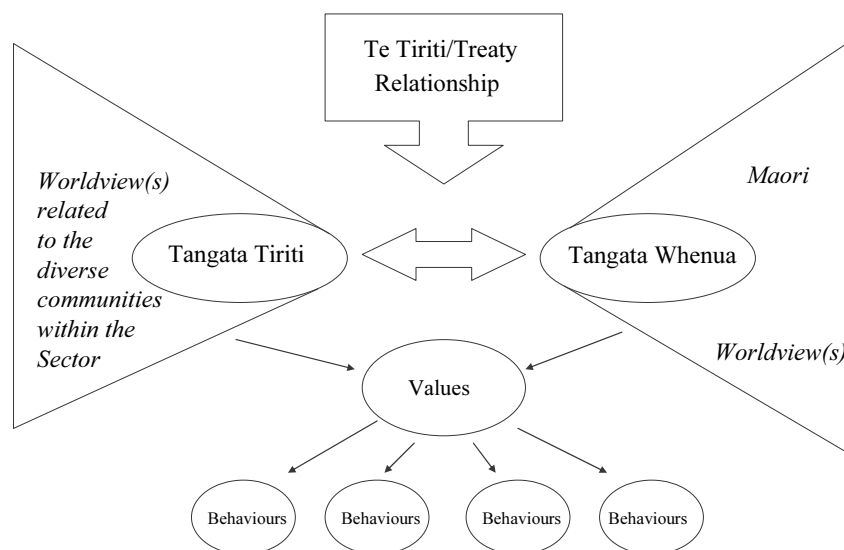 Te Tiriti/Treaty
Relationship
Worldview(s)
related
to the
diverse
communities
within the
Sector
Tangata Tiriti
Maori
Tangata Whenua
Worldview(s)
Values
Behaviours
Behaviours
Behaviours
Behaviours